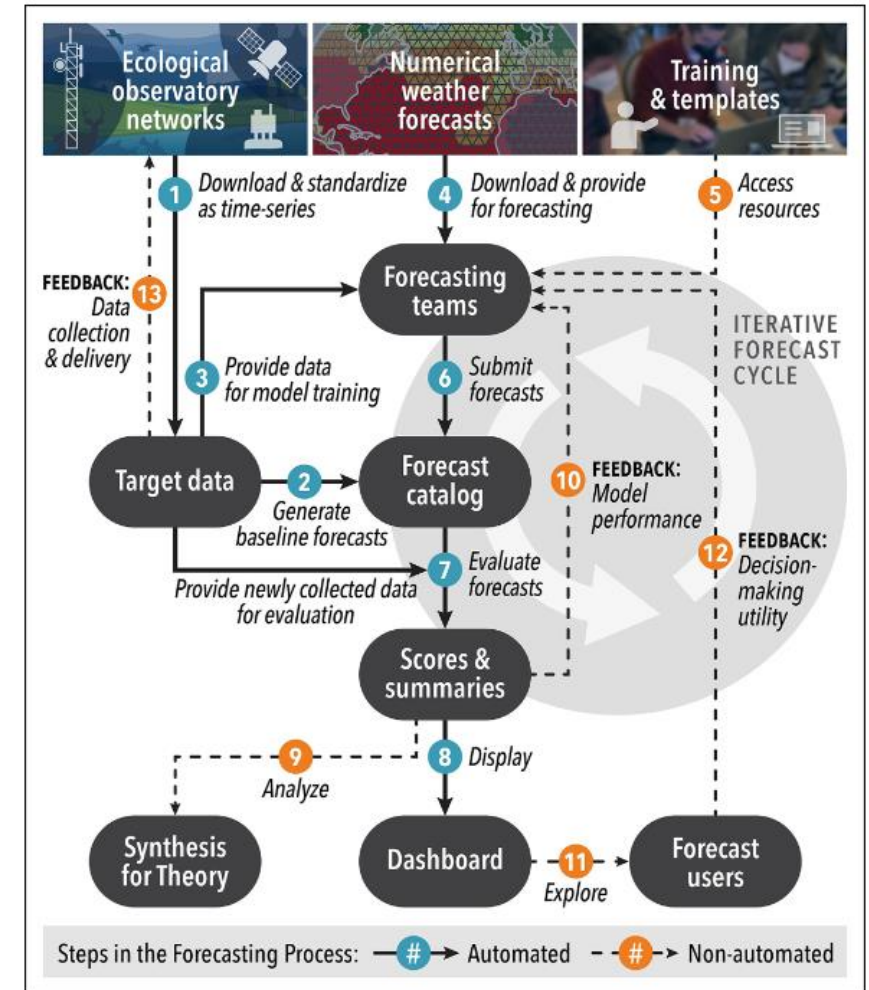 Ecological
observatory
networks
Numerical
weather
forecasts
Training
& templates
1
Download & standardize
as time-series
4
Download & provide
for forecasting
5
Access
resources
FEEDBACK:
13
Data
collection
& delivery
Forecasting
teams
ITERATIVE
FORECAST
CYCLE
3
Provide data
for model training
6
Submit
forecasts
Target data
2
Generate
baseline forecasts
Forecast
catalog
10
FEEDBACK:
Model
performance
12
FEEDBACK:
Decision-
making
utility
Provide newly collected data
for evaluation
7
Evaluate
forecasts
Scores &
summaries
9
Analyze
8
Display
Synthesis
for Theory
Dashboard
11
Explore
Forecast
users
Steps in the Forecasting Process: # Automated # Non-automated